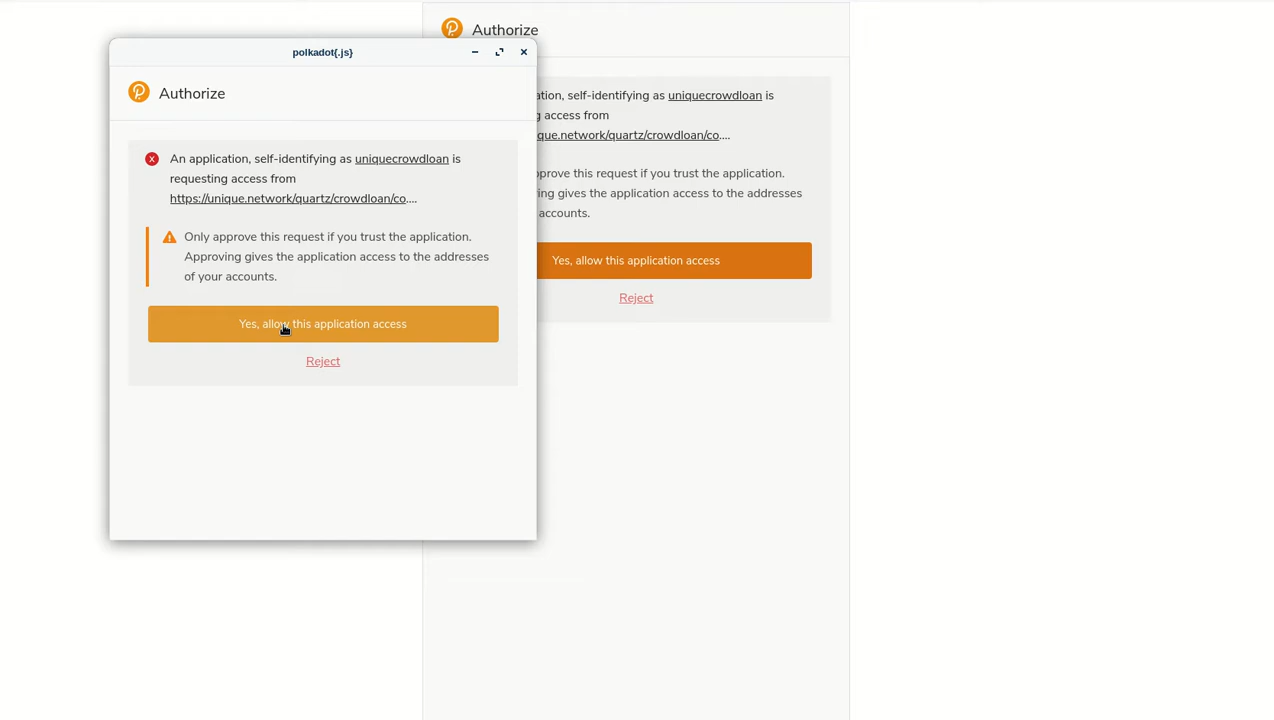 Authorize
polkadot{.js}
Authorize
ation, self-identifying as uniquecrowdloan is
g access from
que.network/quartz/crowdloan/co....
prove this request if you trust the application.
ing gives the application access to the addresses
accounts.
Yes, allow this application access
Reject
An application, self-identifying as uniquecrowdloan is
requesting access from
https://unique.network/quartz/crowdloan/co....
Only approve this request if you trust the application.
Approving gives the application access to the addresses
of your accounts.
Yes, allow this application access
Reject